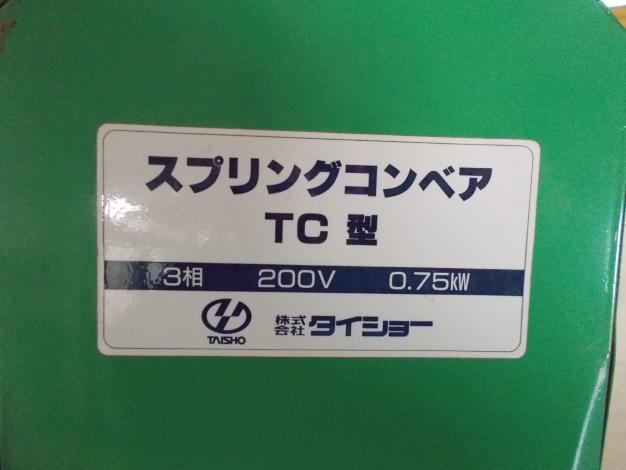 スプリングコンベア
TC 型
3相 200V 0.75kW
TAISHO 株式会社 タイショー